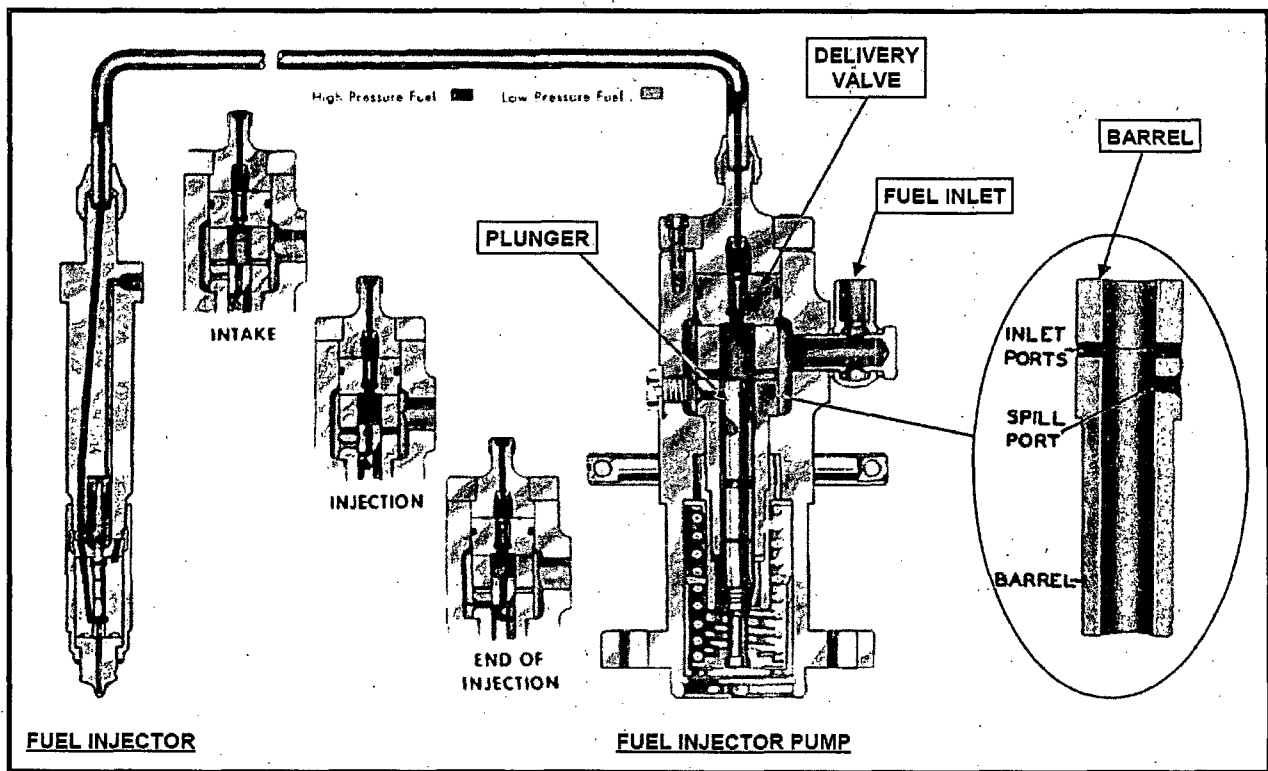 DELIVERY
VALVE
High Pressure Fuel
Low Pressure Fuel
BARREL
FUEL INLET
PLUNGER
INTAKE
INLET
PORTS
SPILL
PORT
INJECTION
BARREL
END OF
INJECTION
FUEL INJECTOR
FUEL INJECTOR PUMP